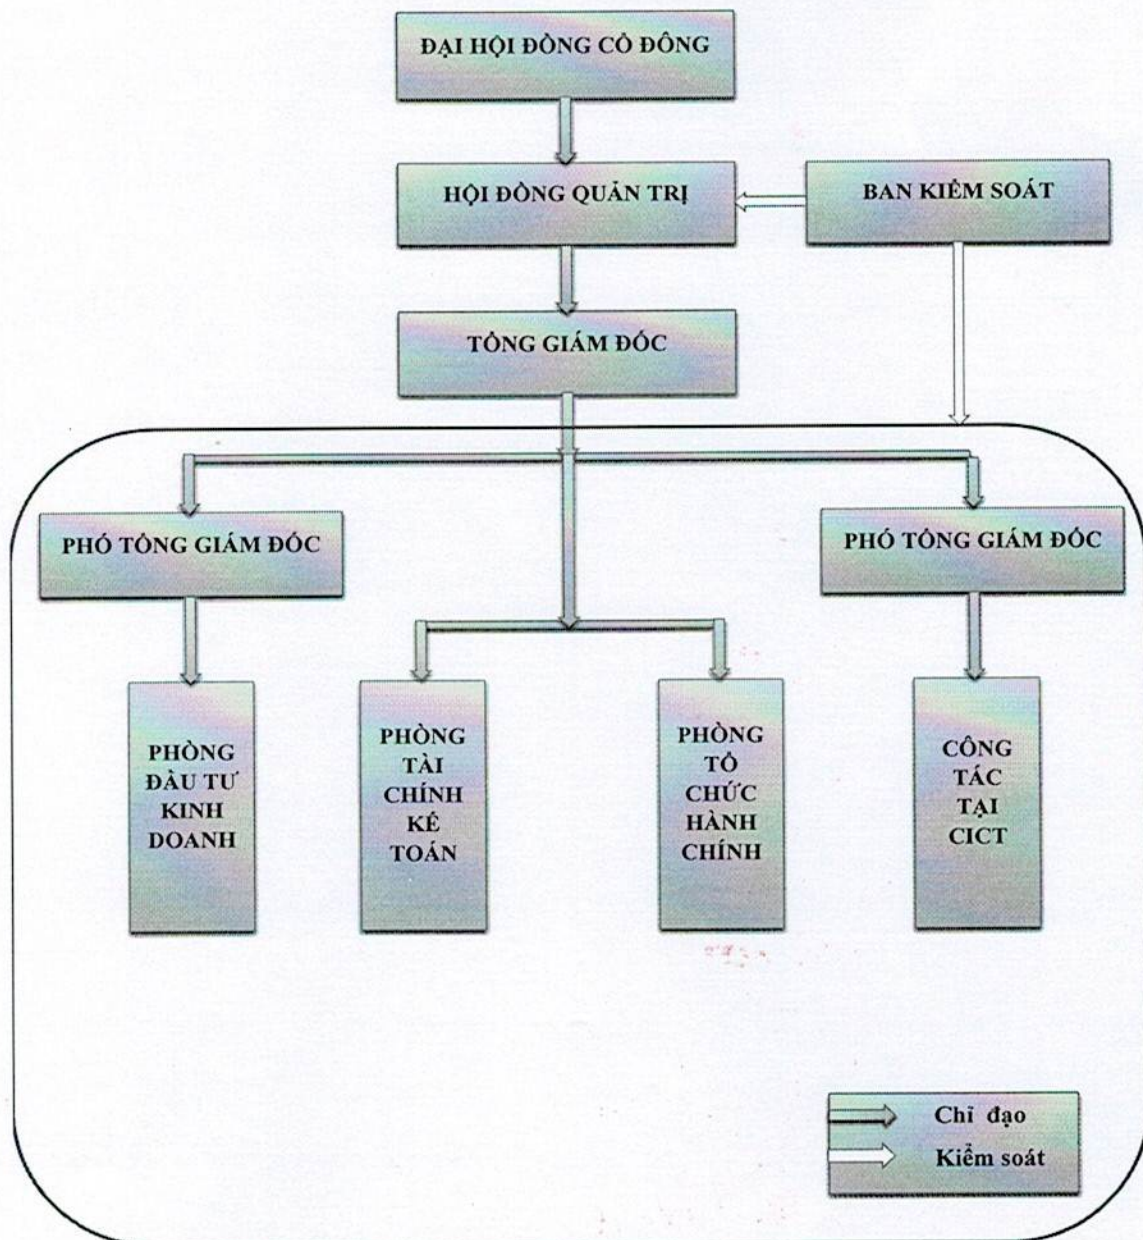 ĐẠI HỘI ĐỒNG CỔ ĐÔNG
HỘI ĐỒNG QUẢN TRỊ
BAN KIỂM SOÁT
TỔNG GIÁM ĐỐC
PHÓ TỔNG GIÁM ĐỐC
PHÓ TỔNG GIÁM ĐỐC
PHÒNG
ĐẦU TƯ
KINH
DOANH
PHÒNG
TÀI
CHÍNH
KẾ
TOÁN
PHÒNG
TỔ
CHỨC
HÀNH
CHÍNH
CÔNG
TÁC
TẠI
CICT
Chỉ đạo
Kiểm soát